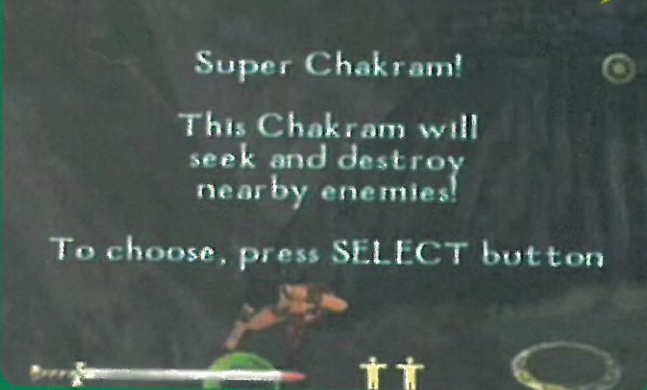 Super Chakram!
This Chakram will
seek and destroy
nearby enemies!
To choose, press SELECT button